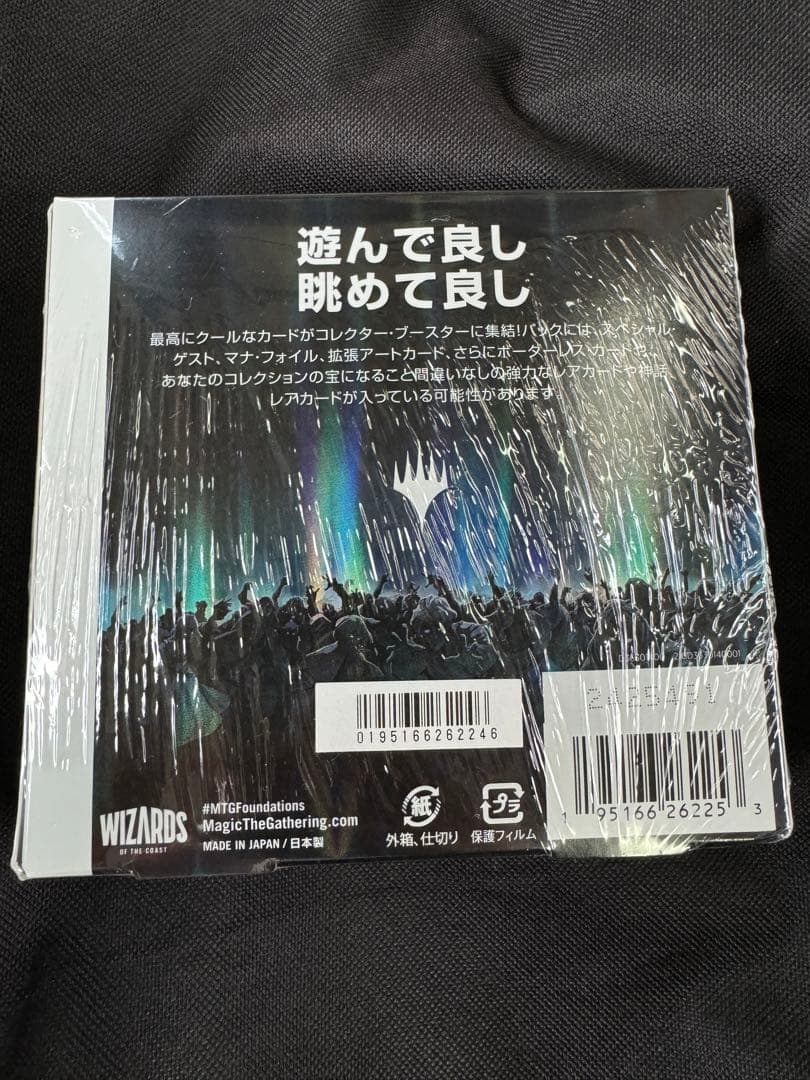 遊んで良し
眺めて良し
最高にクールなカードがコレクター・ブースターに集結!パックには、スペシャル・
ゲスト、マナ・フォイル、拡張アートカード、さらにボーダーレス・カードも。
あなたのコレクションの宝になること間違いなしの強力なレアカードや神話
レアカードが入っている可能性があります。
2425491
0195166262246
1 95166 26225 3
#MTGFoundations
MagicTheGathering.com
MADE IN JAPAN / 日本製
WIZARDS
OF THE COAST
紙
外箱、仕切り
プラ
保護フィルム